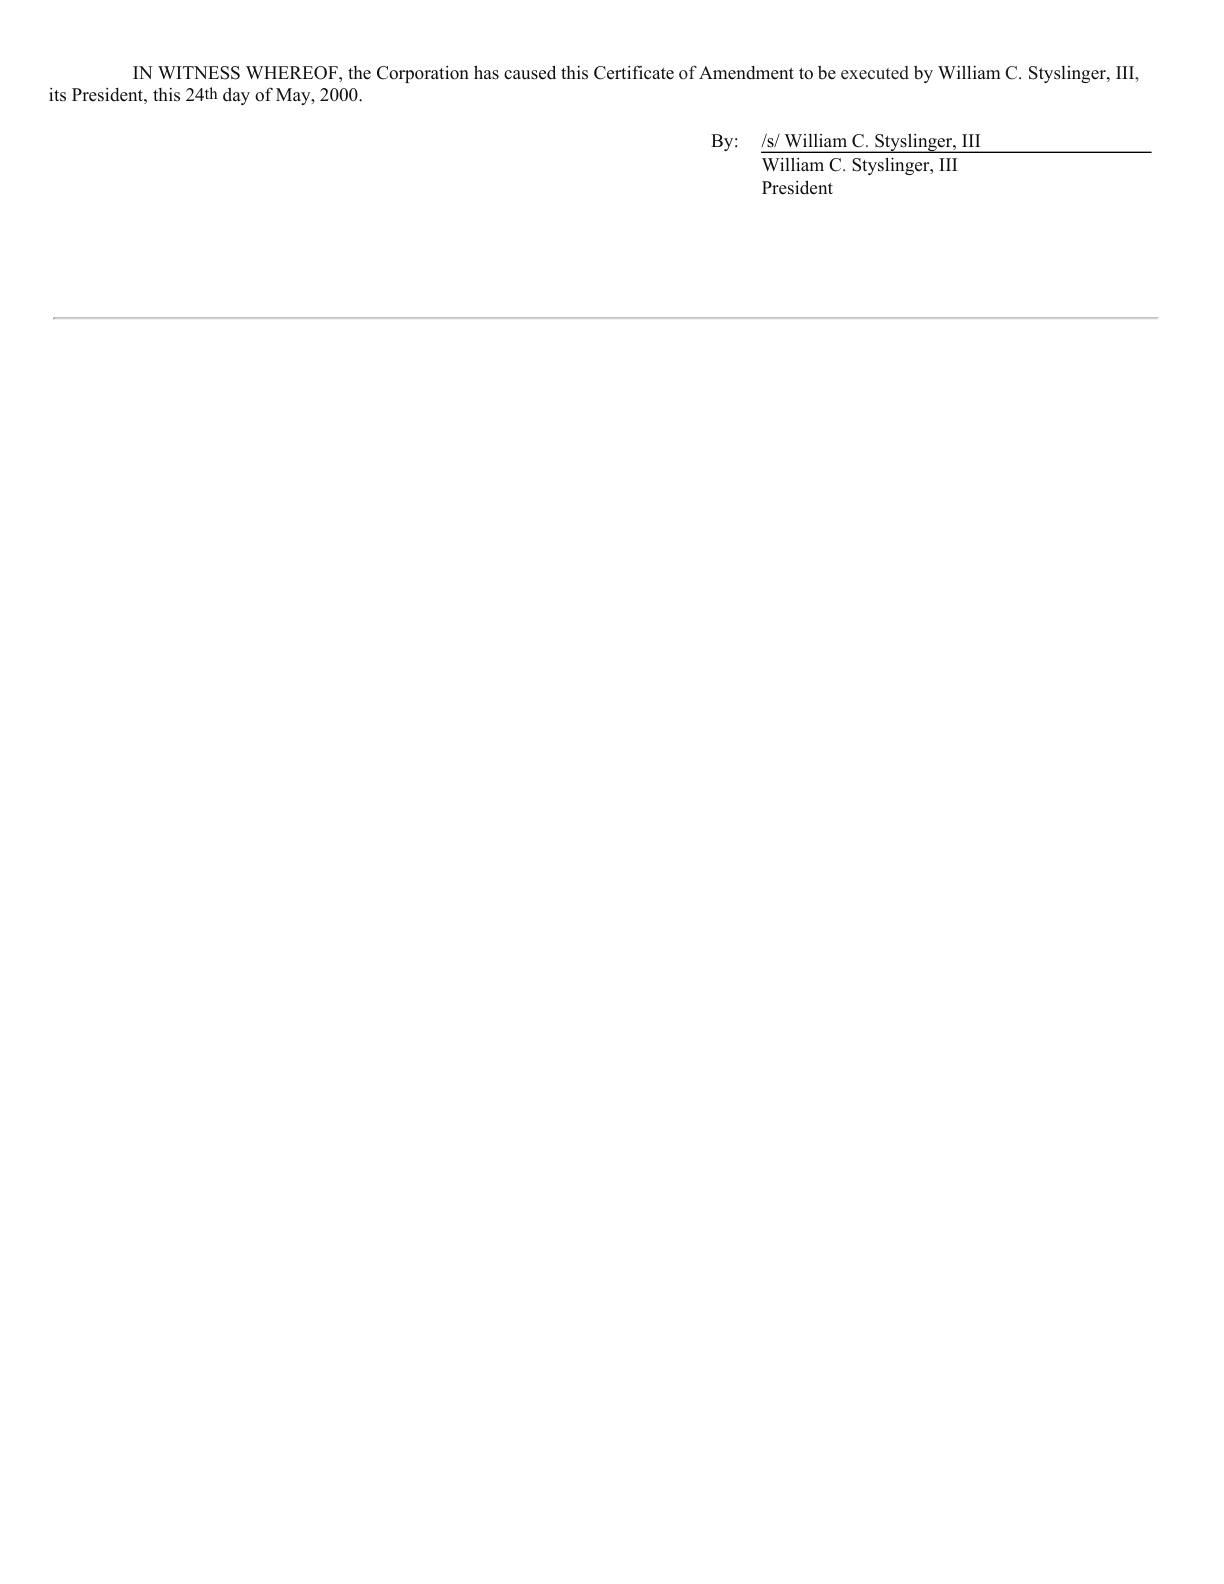 IN WITNESS WHEREOF, the Corporation has caused this Certificate of Amendment to be executed by William C. Styslinger, III,
its President, this 24th day of May, 2000.
By: /s/ William C. Styslinger, III
William C. Styslinger, III
President